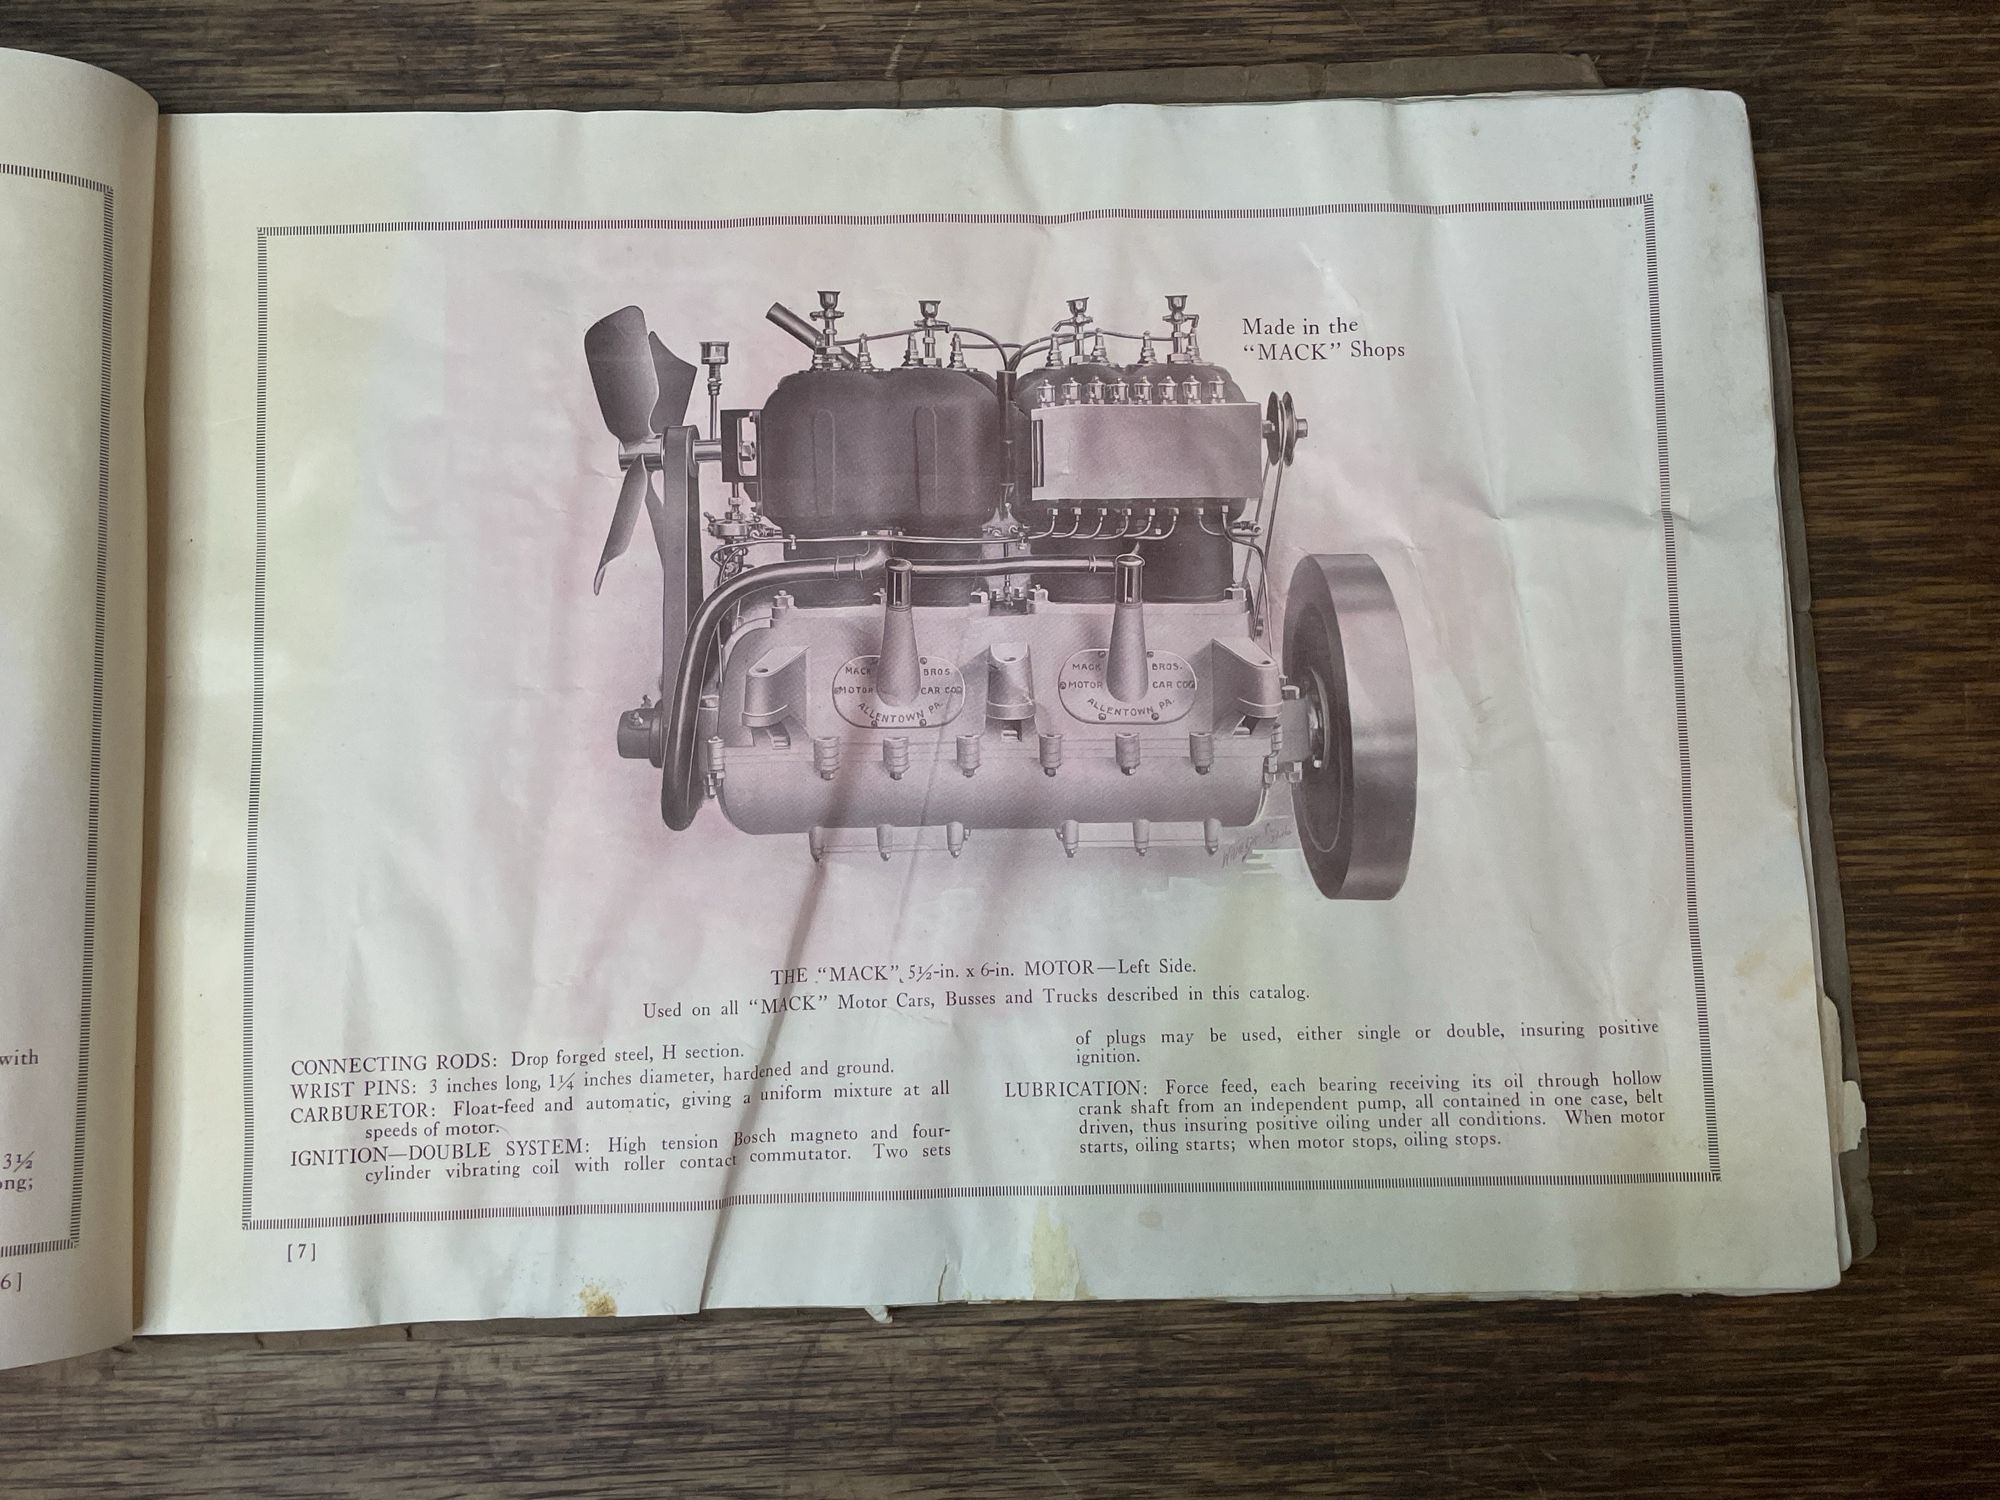 with
3½
ong;
6]
Made in the
“MACK” Shops
MACK BROS.
MOTOR CAR CO
ALLENTOWN PA.
MACK BROS.
MOTOR CAR CO
ALLENTOWN PA.
THE “MACK” 5½-in. x 6-in. MOTOR—Left Side.
Used on all “MACK” Motor Cars, Busses and Trucks described in this catalog.
CONNECTING RODS: Drop forged steel, H section.
WRIST PINS: 3 inches long, 1¼ inches diameter, hardened and ground.
CARBURETOR: Float-feed and automatic, giving a uniform mixture at all
speeds of motor.
IGNITION—DOUBLE SYSTEM: High tension Bosch magneto and four-
cylinder vibrating coil with roller contact commutator. Two sets
of plugs may be used, either single or double, insuring positive
ignition.
LUBRICATION: Force feed, each bearing receiving its oil through hollow
crank shaft from an independent pump, all contained in one case, belt
driven, thus insuring positive oiling under all conditions. When motor
starts, oiling starts; when motor stops, oiling stops.
[7]